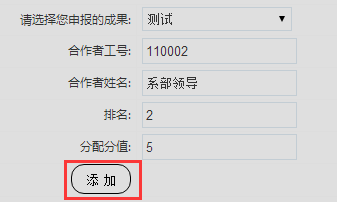 请选择您申报的成果: 测试
合作者工号: 110002
合作者姓名: 系部领导
排名: 2
分配分值: 5
添 加